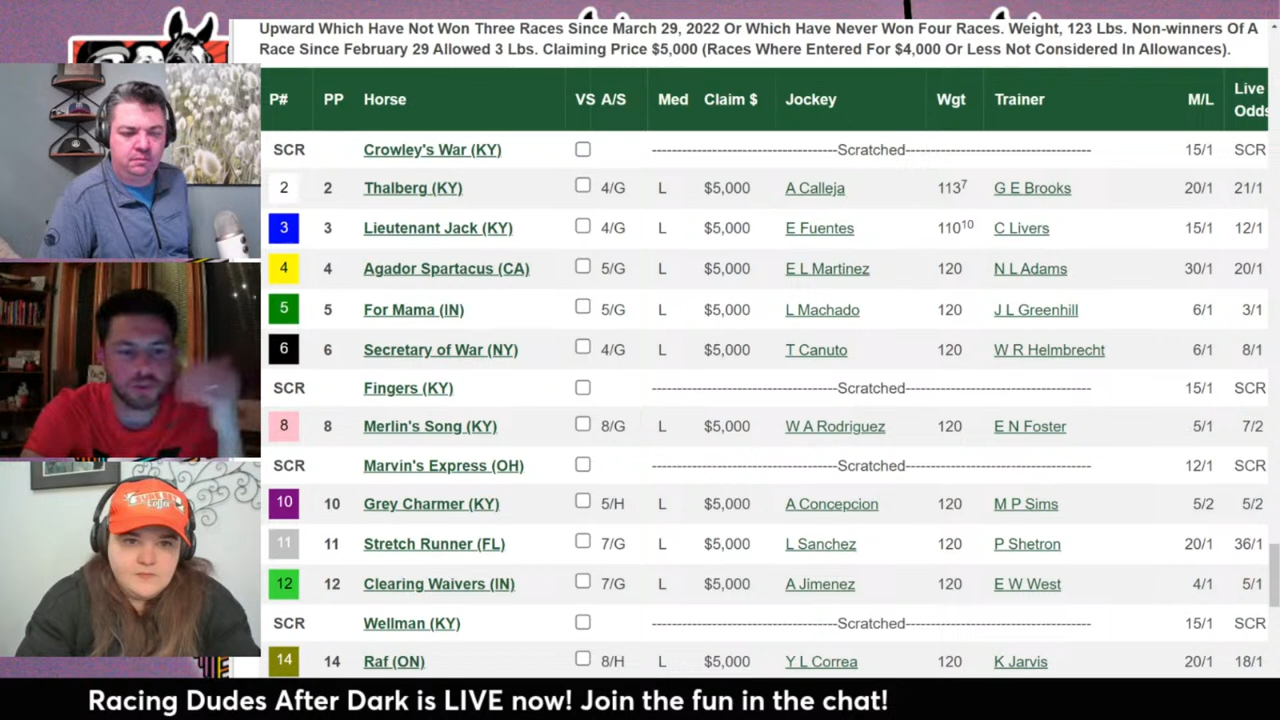 Upward Which Have Not Won Three Races Since March 29, 2022 Or Which Have Never Won Four Races. Weight, 123 Lbs. Non-winners Of A
Race Since February 29 Allowed 3 Lbs. Claiming Price $5,000 (Races Where Entered For $4,000 Or Less Not Considered In Allowances).
P# PP Horse VS A/S Med Claim $ Jockey Wgt Trainer M/L Live Odds
SCR Crowley's War (KY) ----Scratched---- 15/1 SCR
2 2 Thalberg (KY) 4/G L $5,000 A Calleja 113⁷ G E Brooks 20/1 21/1
3 3 Lieutenant Jack (KY) 4/G L $5,000 E Fuentes 110¹⁰ C Livers 15/1 12/1
4 4 Agador Spartacus (CA) 5/G L $5,000 E L Martinez 120 N L Adams 30/1 20/1
5 5 For Mama (IN) 5/G L $5,000 L Machado 120 J L Greenhill 6/1 3/1
6 6 Secretary of War (NY) 4/G L $5,000 T Canuto 120 W R Helmbrecht 6/1 8/1
SCR Fingers (KY) ----Scratched---- 15/1 SCR
8 8 Merlin's Song (KY) 8/G L $5,000 W A Rodriguez 120 E N Foster 5/1 7/2
SCR Marvin's Express (OH) ----Scratched---- 12/1 SCR
10 10 Grey Charmer (KY) 5/H L $5,000 A Concepcion 120 M P Sims 5/2 5/2
11 11 Stretch Runner (FL) 7/G L $5,000 L Sanchez 120 P Shetron 20/1 36/1
12 12 Clearing Waivers (IN) 7/G L $5,000 A Jimenez 120 E W West 4/1 5/1
SCR Wellman (KY) ----Scratched---- 15/1 SCR
14 14 Raf (ON) 8/H L $5,000 Y L Correa 120 K Jarvis 20/1 18/1
Racing Dudes After Dark is LIVE now! Join the fun in the chat!